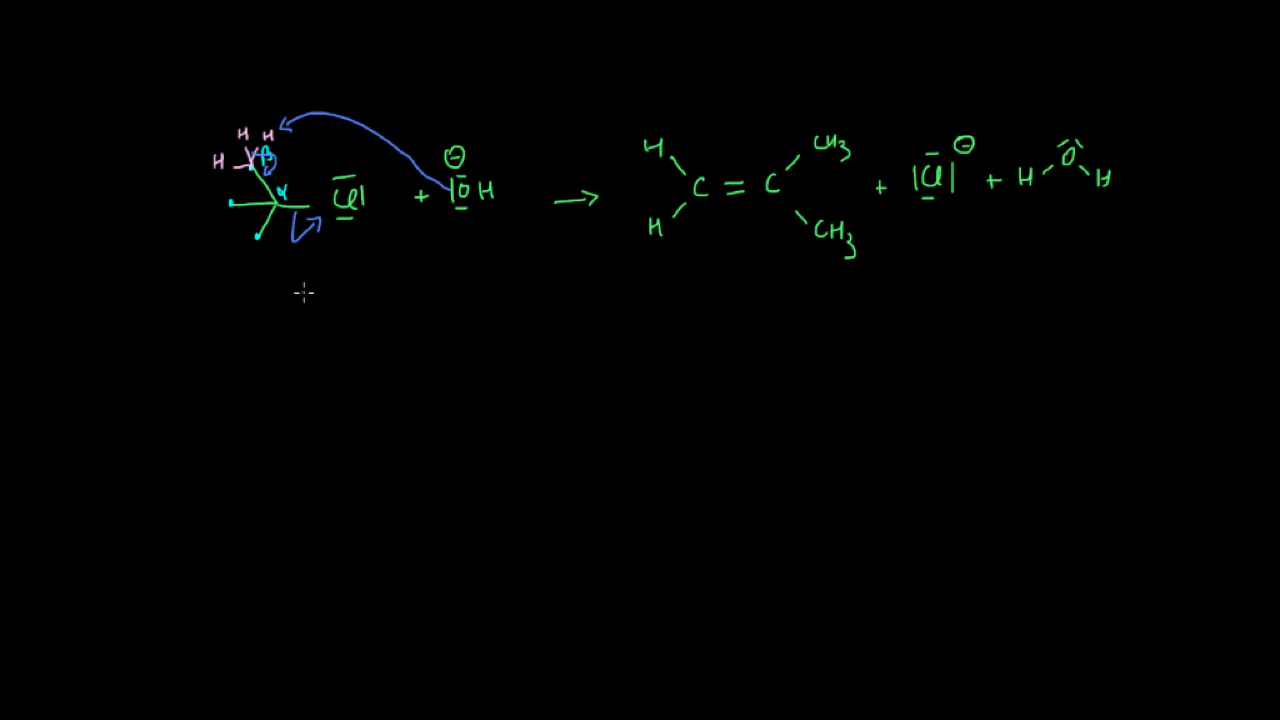 H H
H β
α
Cl + ⊖ OH → H H C = C CH3 CH3 + Cl ⊖ + H O H